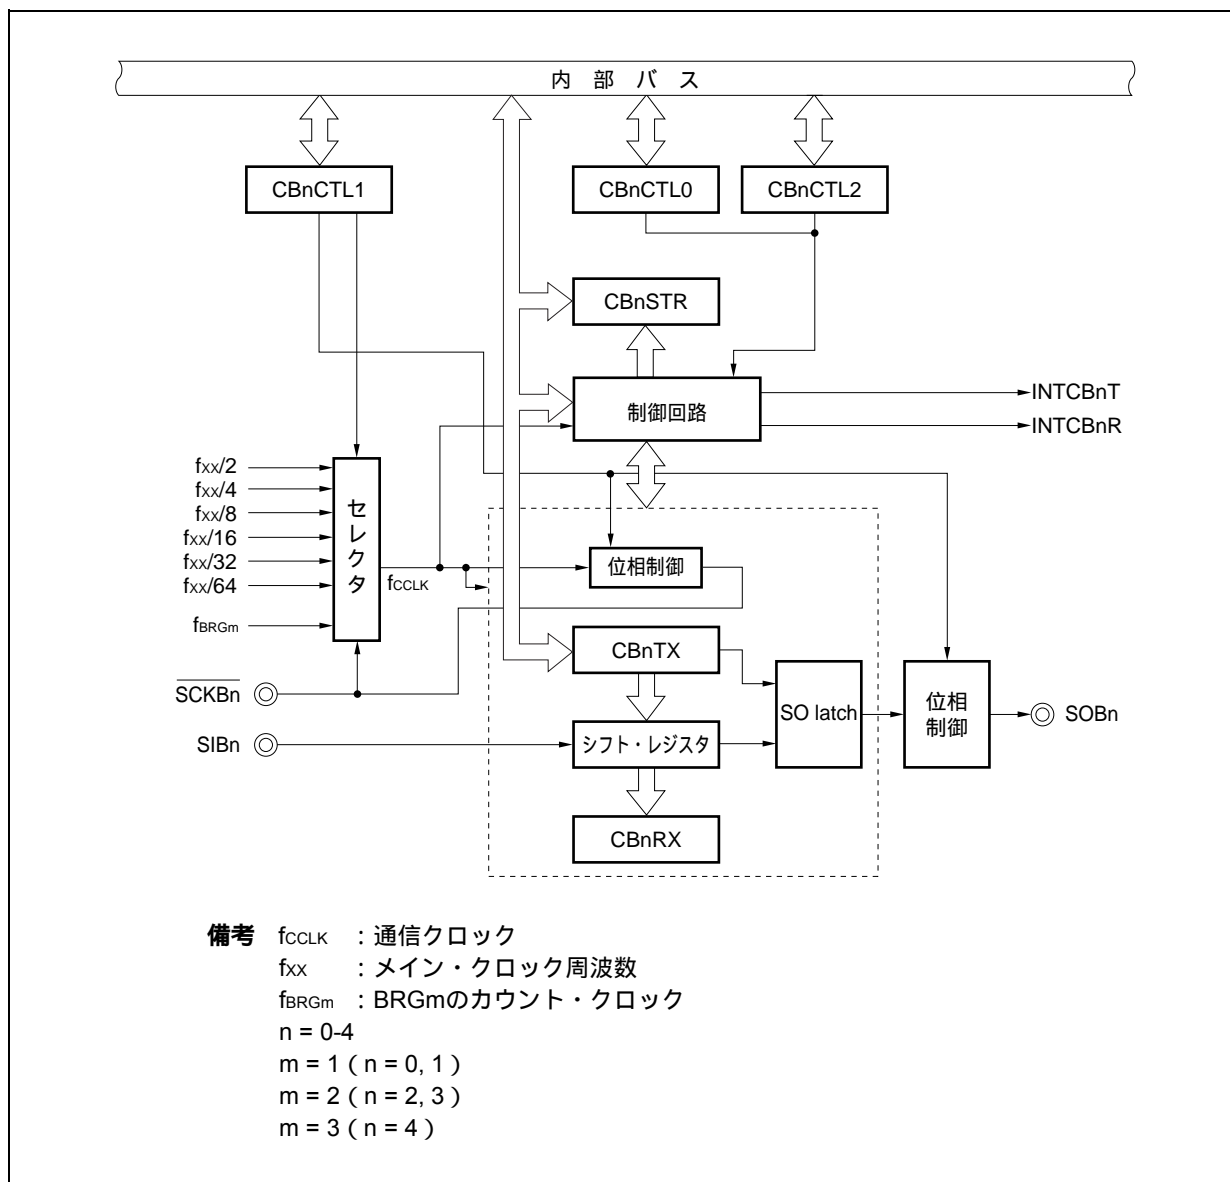 内 部 バ ス
CBnCTL1
CBnCTL0
CBnCTL2
CBnSTR
制御回路
INTCBnT
INTCBnR
fXX/2
fXX/4
fXX/8
fXX/16
fXX/32
fXX/64
fBRGm
セレクタ
fCCLK
位相制御
CBnTX
SO latch
位相
制御
SOBn
SCKBn
SIBn
シフト・レジスタ
CBnRX
備考 fCCLK : 通信クロック
fXX : メイン・クロック周波数
fBRGm : BRGmのカウント・クロック
n = 0-4
m = 1 ( n = 0, 1 )
m = 2 ( n = 2, 3 )
m = 3 ( n = 4 )